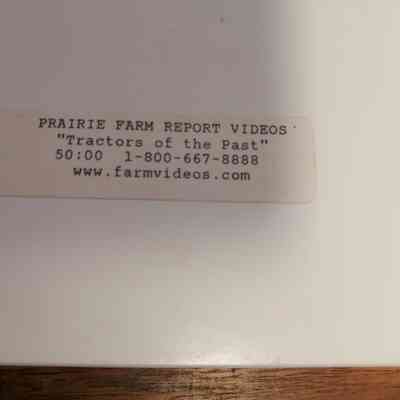 PRAIRIE FARM REPORT VIDEOS
"Tractors of the Past"
50:00 1-800-667-8888
www.farmvideos.com